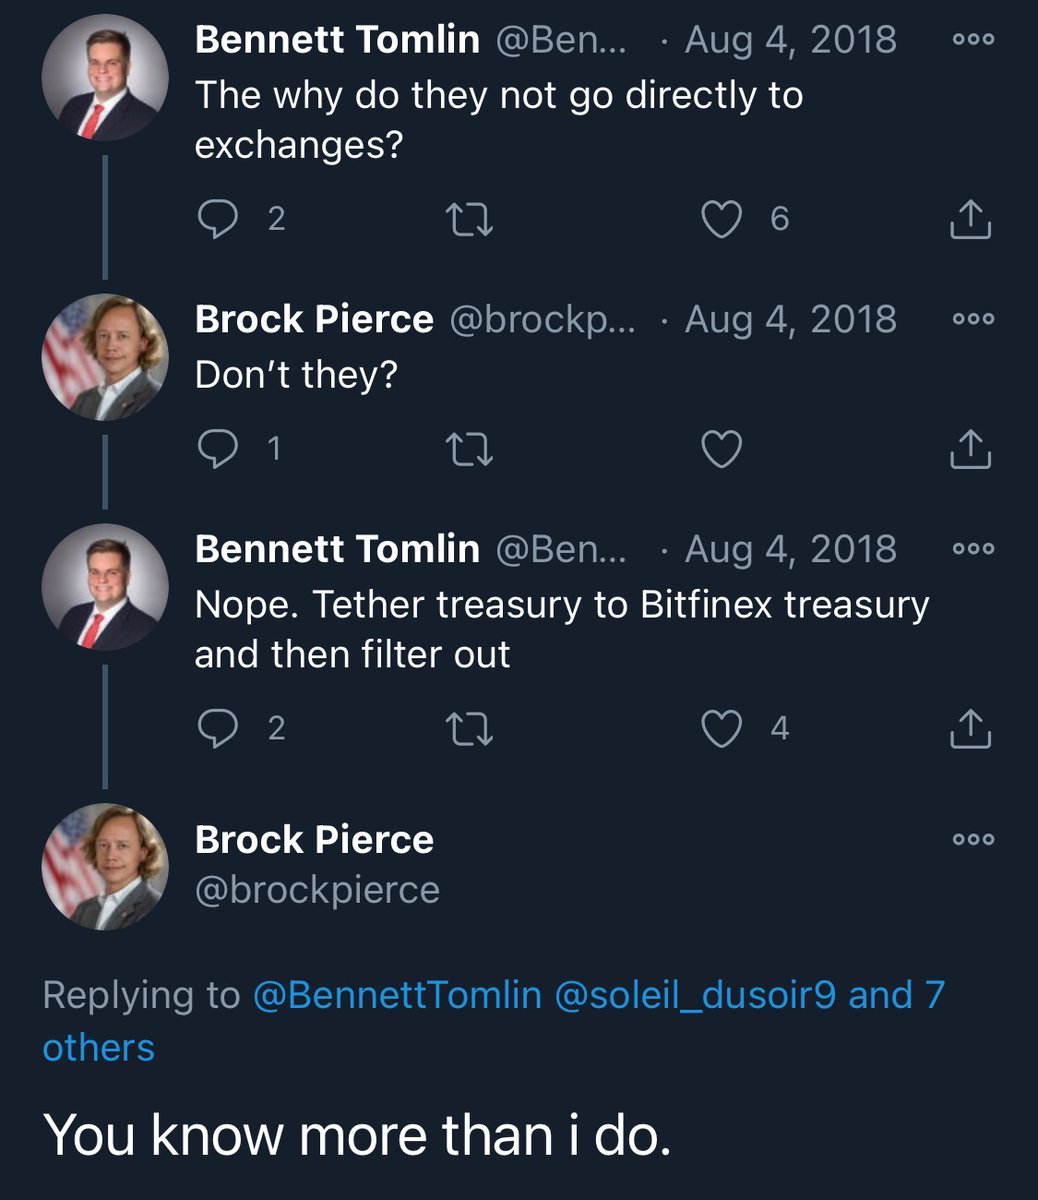 Bennett Tomlin @Ben... · Aug 4, 2018
The why do they not go directly to
exchanges?
2 6
Brock Pierce @brockp... · Aug 4, 2018
Don’t they?
1
Bennett Tomlin @Ben... · Aug 4, 2018
Nope. Tether treasury to Bitfinex treasury
and then filter out
2 4
Brock Pierce
@brockpierce
Replying to @BennettTomlin @soleil_dusoir9 and 7
others
You know more than i do.